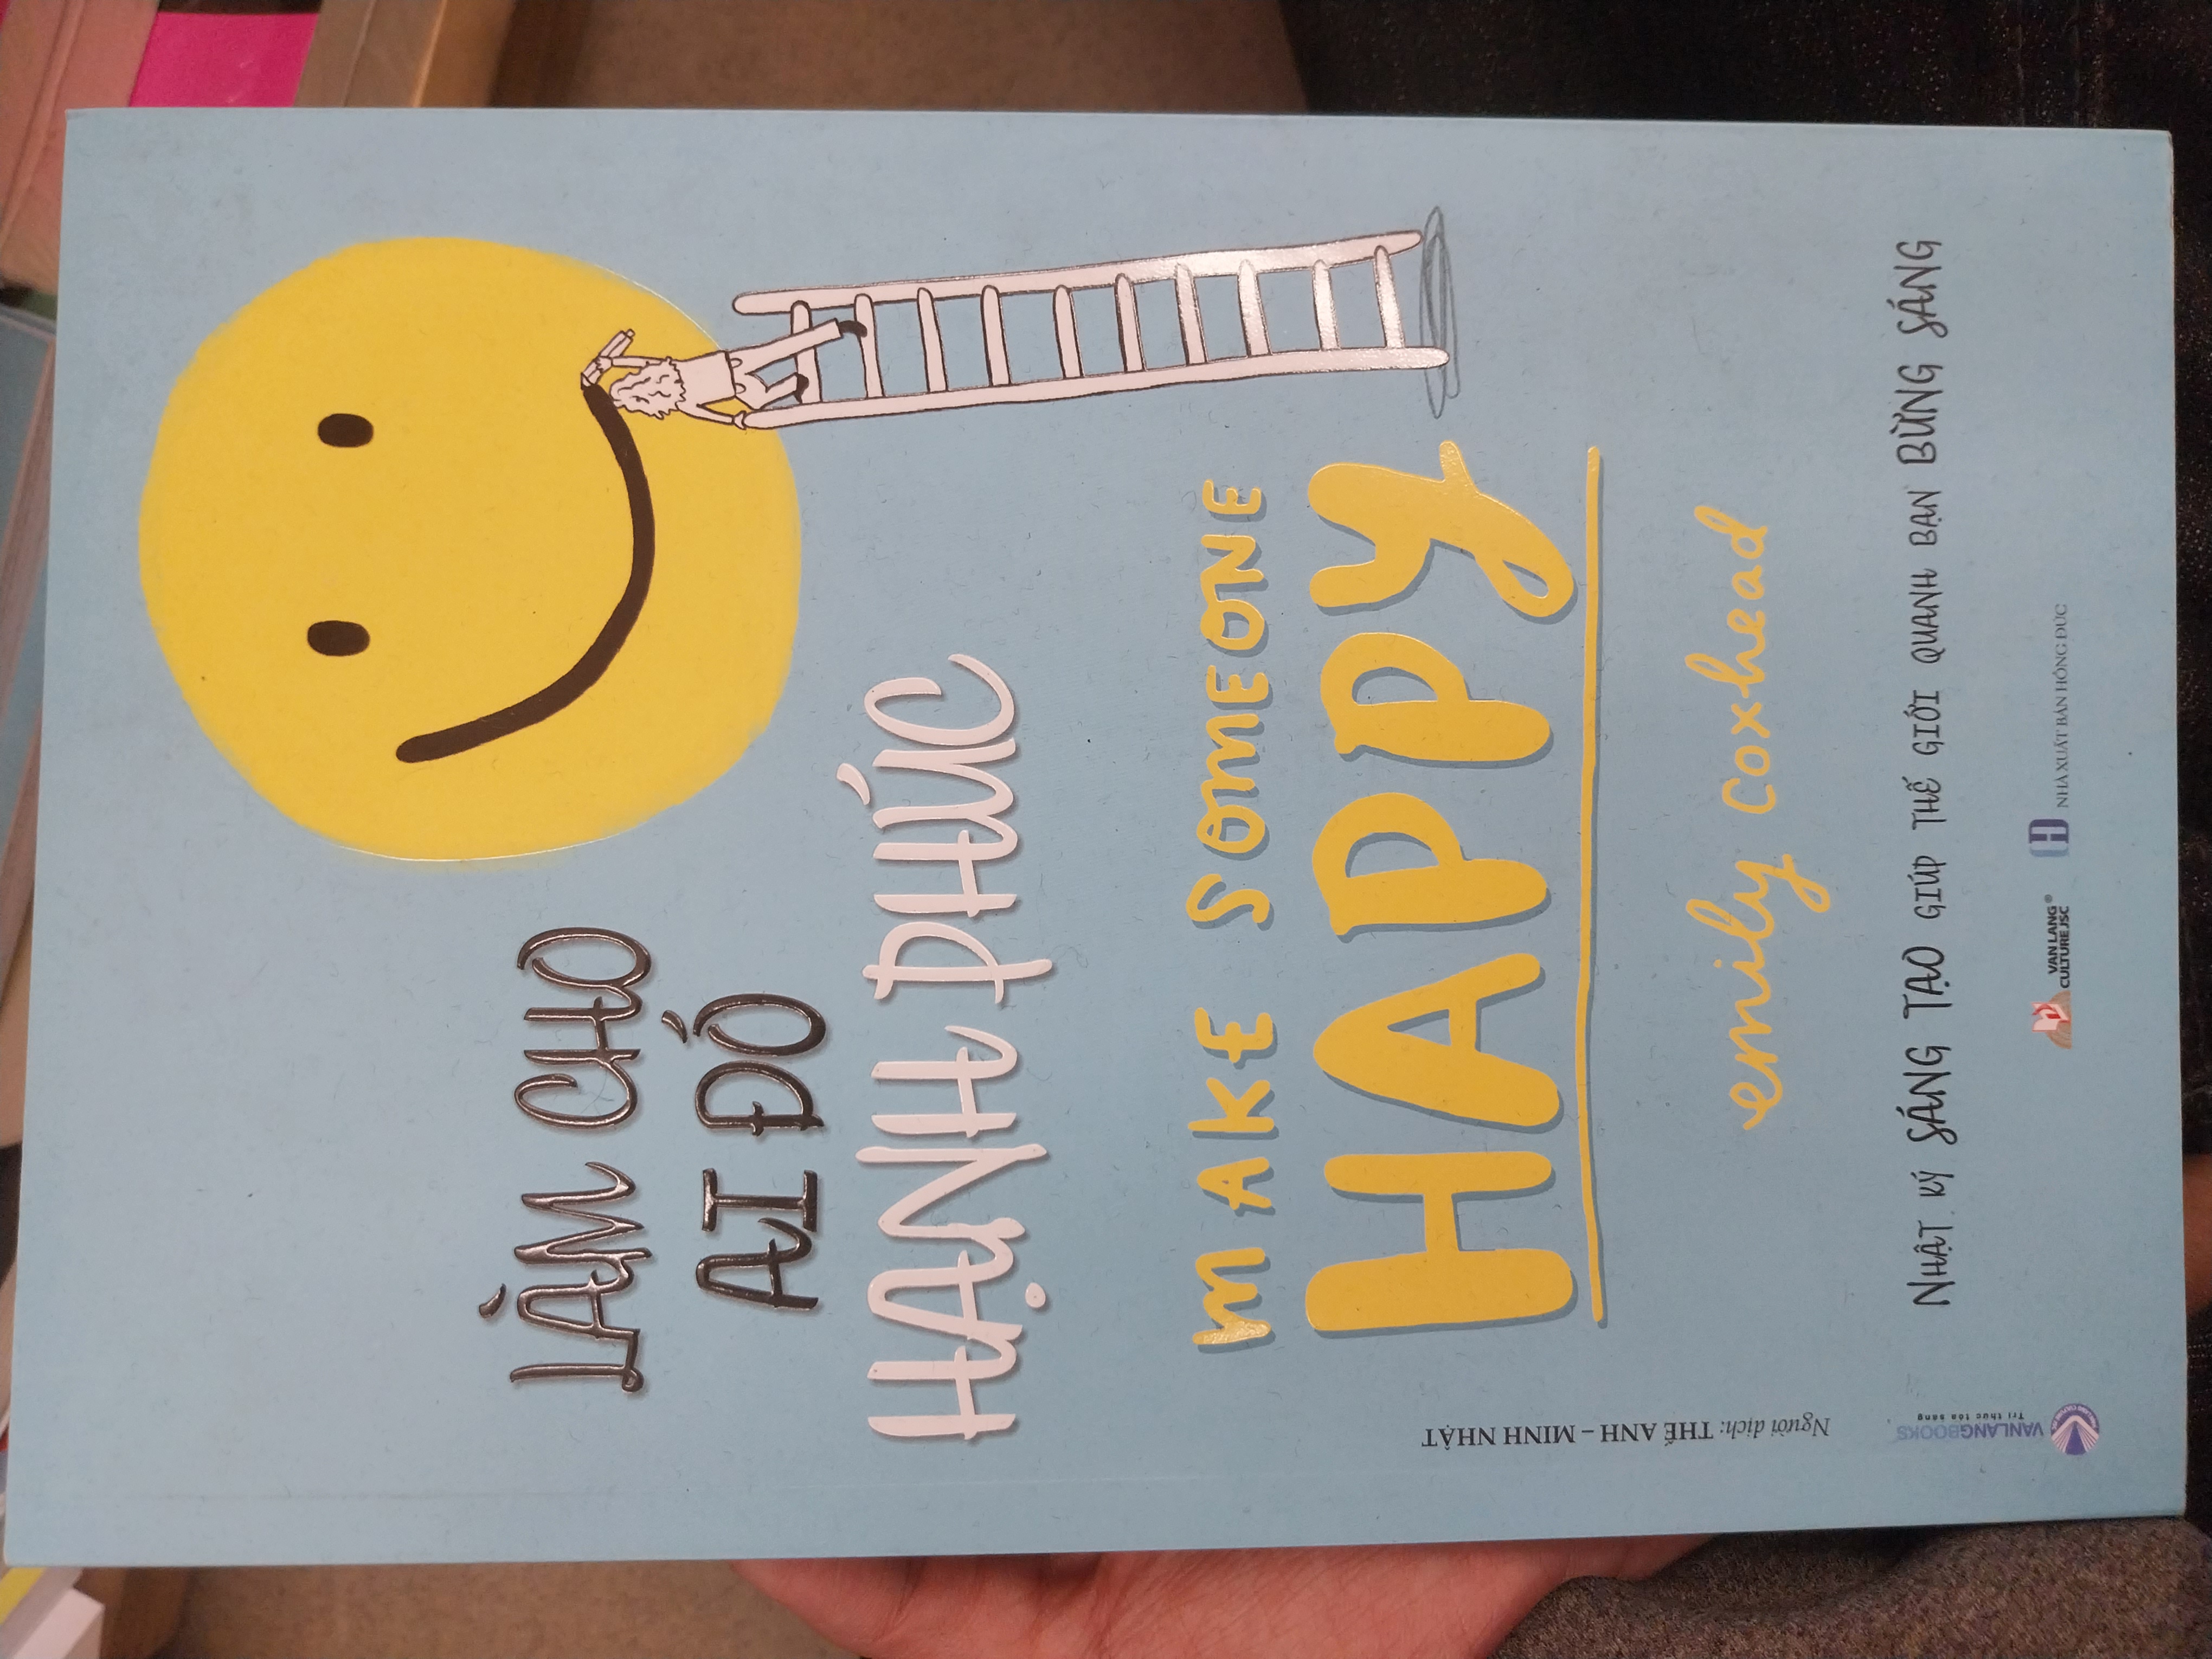 LÀM CHO
AI ĐÓ
HẠNH PHÚC
MAKE SOMEONE
HAPPY
emily coxhead
Người dịch: THẾ ANH – MINH NHẬT
NHẬT KÝ SÁNG TẠO GIÚP THẾ GIỚI QUANH BẠN BỪNG SÁNG
VANLANGBOOKS
Tri thức tỏa sáng
VAN LANG®
CULTURE JSC
NHÀ XUẤT BẢN HỒNG ĐỨC